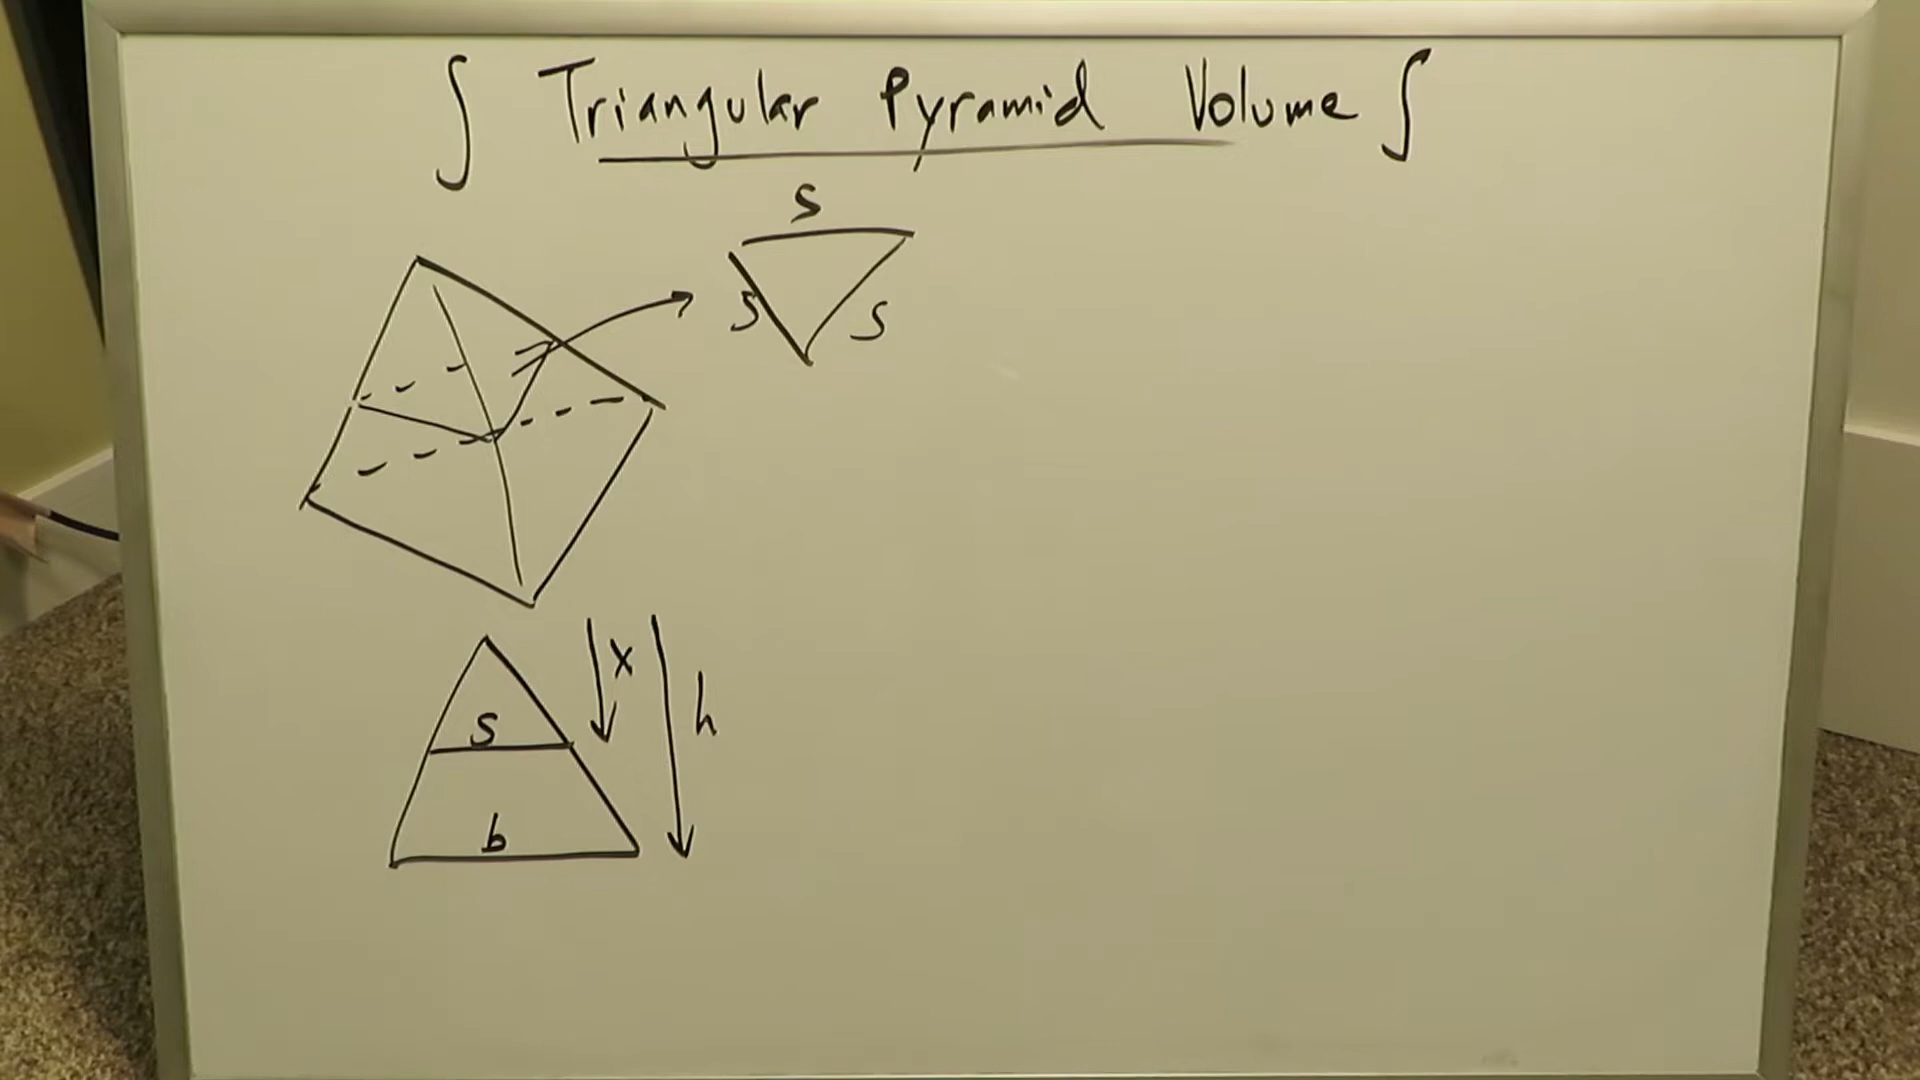 ∫ Triangular Pyramid Volume ∫
s
s
s
x
h
s
b